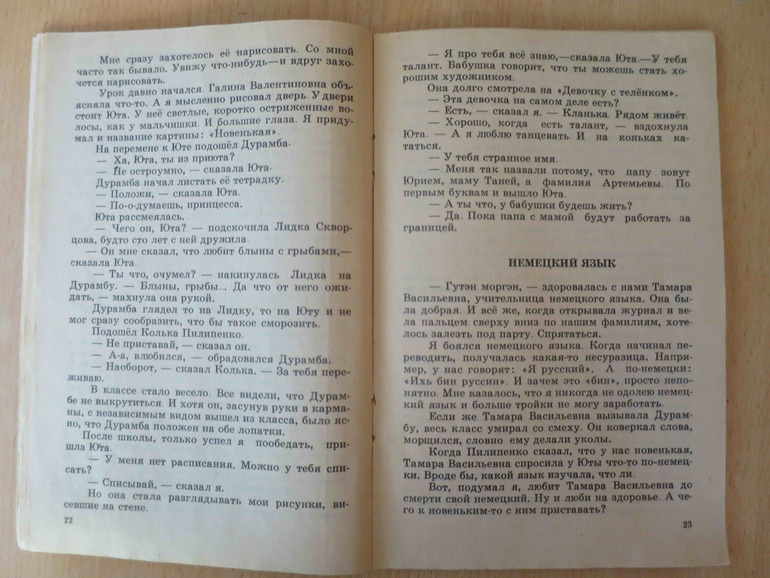 Мне сразу захотелось её нарисовать. Со мной
часто так бывало. Увижу что-нибудь—и вдруг захо-
чется нарисовать.
Урок давно начался. Галина Валентиновна объ-
ясняла что-то. А я мысленно рисовал дверь. У двери
востоит Юта. У неё светлые, коротко остриженные во-
лосы, как у мальчишки. И большие глаза. Я приду-
мал и название картины: «Новенькая».
На перемене к Юте подошёл Дурамба.
— Ха, Юта, ты из приюта?
— Не остроумно, — сказала Юта.
Дурамба начал листать её тетрадку.
— Положи, — сказала Юта.
— По-о-думаешь, принцесса.
Юта рассмеялась.
— Чего он, Юта? — подскочила Лидка Сквор-
цова, будто сто лет с ней дружила.
— Он мне сказал, что любит блыны с грыбами,—
сказала Юта.
— Ты что, очумел? — накинулась Лидка на
Дурамбу. — Блыны, грыбы... Да что от него ожи-
дать, — махнула она рукой.
Дурамба глядел то на Лидку, то на Юту и не
мог сразу сообразить, что бы такое сморозить.
Подошёл Колька Пилипенко.
— Не приставай, — сказал он.
— А-а, влюбился, — обрадовался Дурамба.
— Наоборот, — сказал Колька. — За тебя пере-
живаю.
В классе стало весело. Все видели, что Дурам-
бе не выкрутиться. И хотя он, засунув руки в карма-
ны, с независимым видом вышел из класса, было яс-
но, что Дурамба положен на обе лопатки.
После школы, только успел я пообедать, при-
шла Юта.
— У меня нет расписания. Можно у тебя спи-
сать?
— Списывай, — сказал я.
Но она стала разглядывать мои рисунки, ви-
севшие на стене.
22
— Я про тебя всё знаю,—сказала Юта.—У тебя
талант. Бабушка говорит, что ты можешь стать хо-
рошим художником.
Она долго смотрела на «Девочку с телёнком».
— Эта девочка на самом деле есть?
— Есть, — сказал я. — Кланька. Рядом живёт.
— Хорошо, когда есть талант, — вздохнула
Юта. — А я люблю танцевать. И на коньках ка-
таться.
— У тебя странное имя.
— Меня так назвали потому, что папу зовут
Юрием, маму Таней, а фамилия Артемьевы. По
первым буквам и вышло Юта.
— А ты что, у бабушки будешь жить?
— Да. Пока папа с мамой будут работать за
границей.
НЕМЕЦКИЙ ЯЗЫК
— Гутэн моргэн, — здоровалась с нами Тамара
Васильевна, учительница немецкого языка. Она бы-
ла добрая. И всё же, когда открывала журнал и ве-
ла пальцем сверху вниз по нашим фамилиям, хоте-
лось залезть под парту. Спрятаться.
Я боялся немецкого языка. Когда начинал пе-
реводить, получалась какая-то несуразица. Напри-
мер, у нас говорят: «Я русский». А по-немецки:
«Ихь бин руссин». И зачем это «бин», просто непо-
нятно. Мне казалось, что я никогда не одолею немец-
кий язык и больше тройки не могу заработать.
Если же Тамара Васильевна вызывала Дурам-
бу, весь класс умирал со смеху. Он коверкал слова,
морщился, словно ему делали уколы.
Когда Пилипенко сказал, что у нас новенькая,
Тамара Васильевна спросила у Юты что-то по-немец-
ки. Вроде бы, какой язык изучала, что ли.
Вот, подумал я, любит Тамара Васильевна до
смерти свой немецкий. Ну и люби на здоровье. А че-
го к новеньким-то с ним приставать?
23